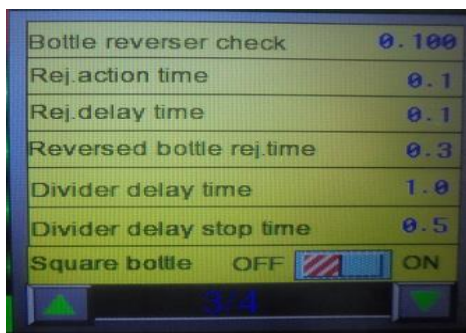 Bottle reverser check 0.100
Rej.action time 0.1
Rej.delay time 0.1
Reversed bottle rej.time 0.3
Divider delay time 1.0
Divider delay stop time 0.5
Square bottle OFF ON
3/4